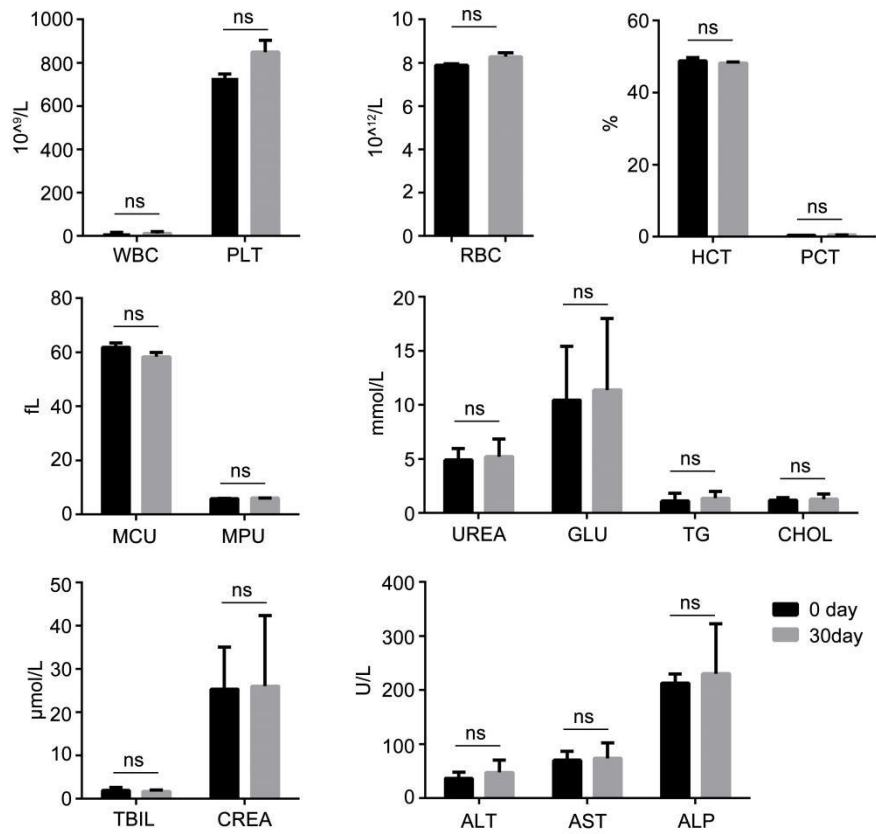 1000
800
600
400
200
0
10^9/L
ns
ns
WBC
PLT
10
8
6
4
2
0
10^12/L
ns
RBC
60
40
20
0
%
ns
ns
HCT
PCT
80
60
40
20
0
fL
ns
ns
MCU
MPU
20
15
10
5
0
mmol/L
ns
ns
ns
ns
UREA
GLU
TG
CHOL
50
40
30
20
10
0
µmol/L
ns
ns
TBIL
CREA
400
300
200
100
0
U/L
ns
ns
ns
ALT
AST
ALP
0 day
30day